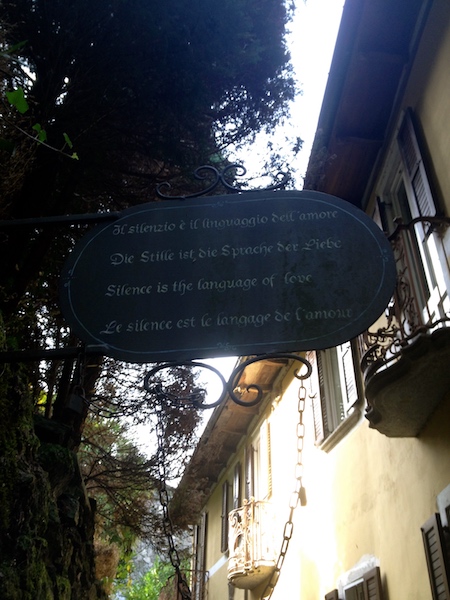 Il silenzio è il linguaggio dell'amore
Die Stille ist die Sprache der Liebe
Silence is the language of love
Le silence est le langage de l'amour